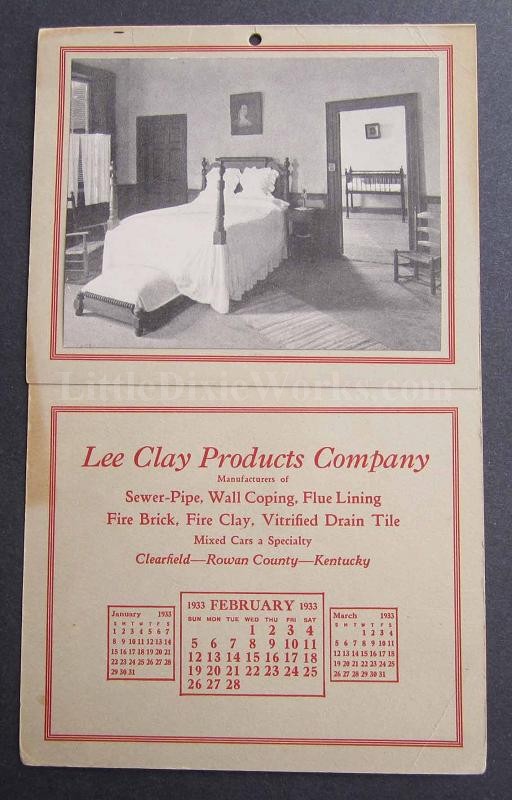 LittleDixieWorks.com
Lee Clay Products Company
Manufacturers of
Sewer-Pipe, Wall Coping, Flue Lining
Fire Brick, Fire Clay, Vitrified Drain Tile
Mixed Cars a Specialty
Clearfield—Rowan County—Kentucky
January 1933
S M T W T F S
1 2 3 4 5 6 7
8 9 10 11 12 13 14
15 16 17 18 19 20 21
22 23 24 25 26 27 28
29 30 31
1933 FEBRUARY 1933
SUN MON TUE WED THU FRI SAT
1 2 3 4
5 6 7 8 9 10 11
12 13 14 15 16 17 18
19 20 21 22 23 24 25
26 27 28
March 1933
S M T W T F S
1 2 3 4
5 6 7 8 9 10 11
12 13 14 15 16 17 18
19 20 21 22 23 24 25
26 27 28 29 30 31